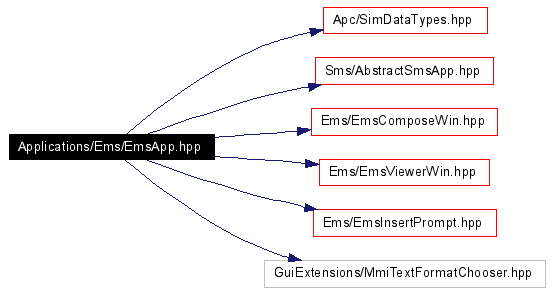 Apc/SimDataTypes.hpp
Sms/AbstractSmsApp.hpp
Ems/EmsComposeWin.hpp
Applications/Ems/EmsApp.hpp
Ems/EmsViewerWin.hpp
Ems/EmsInsertPrompt.hpp
GuiExtensions/MmiTextFormatChooser.hpp